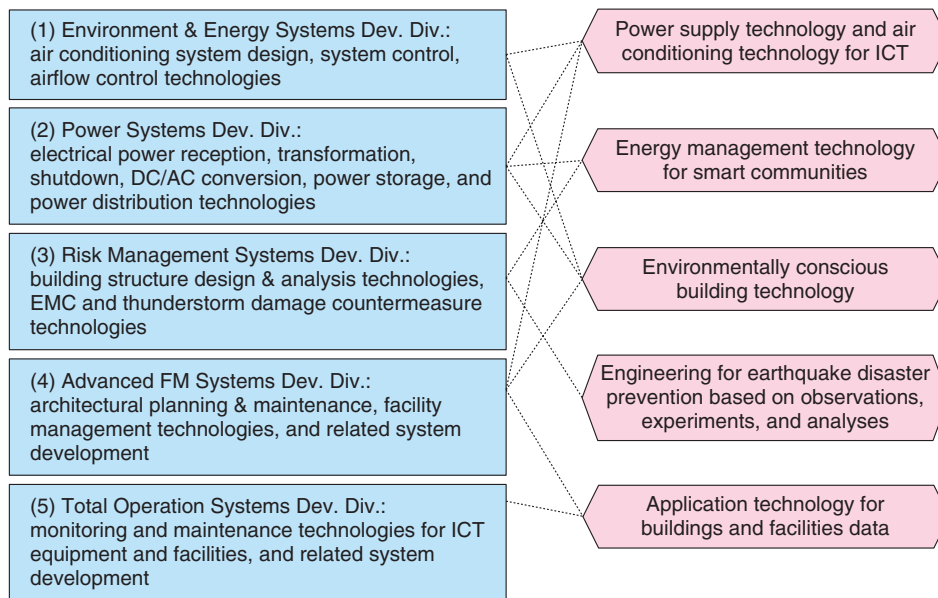 (1) Environment & Energy Systems Dev. Div.:
air conditioning system design, system control,
airflow control technologies
(2) Power Systems Dev. Div.:
electrical power reception, transformation,
shutdown, DC/AC conversion, power storage, and
power distribution technologies
(3) Risk Management Systems Dev. Div.:
building structure design & analysis technologies,
EMC and thunderstorm damage countermeasure
technologies
(4) Advanced FM Systems Dev. Div.:
architectural planning & maintenance, facility
management technologies, and related system
development
(5) Total Operation Systems Dev. Div.:
monitoring and maintenance technologies for ICT
equipment and facilities, and related system
development
Power supply technology and air
conditioning technology for ICT
Energy management technology
for smart communities
Environmentally conscious
building technology
Engineering for earthquake disaster
prevention based on observations,
experiments, and analyses
Application technology for
buildings and facilities data